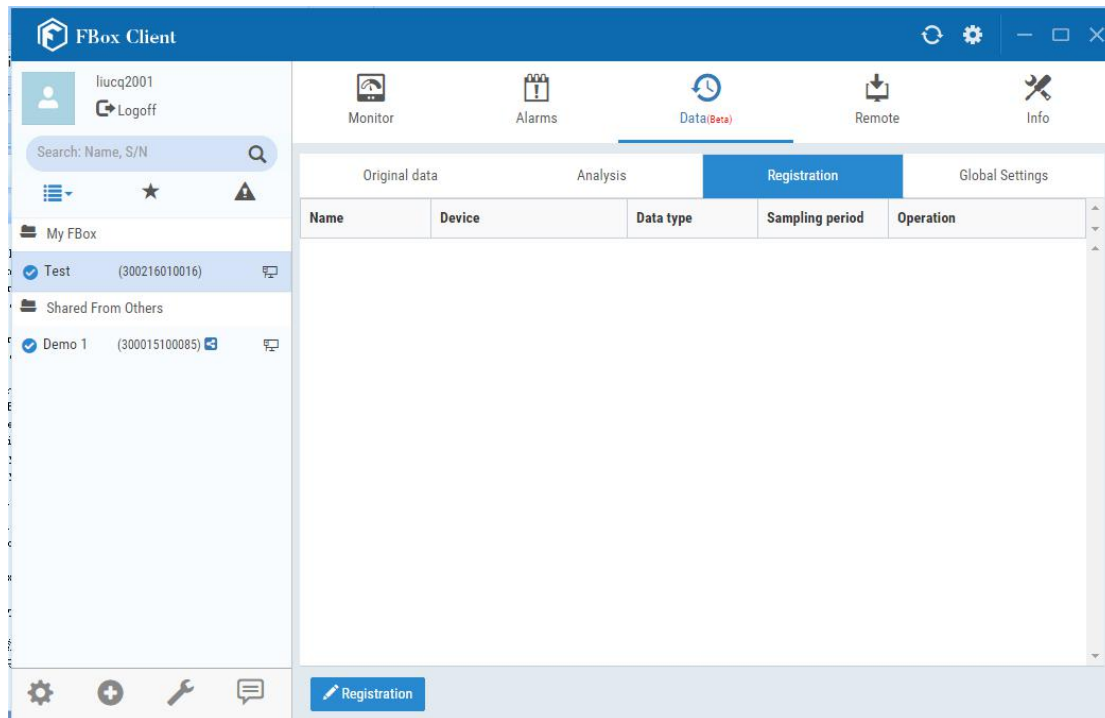 FBox Client
liucq2001
Logoff
Search: Name, S/N
My FBox
Test (300216010016)
Shared From Others
Demo 1 (300015100085)
Monitor Alarms Data(Beta) Remote Info
Original data Analysis Registration Global Settings
Name Device Data type Sampling period Operation
Registration